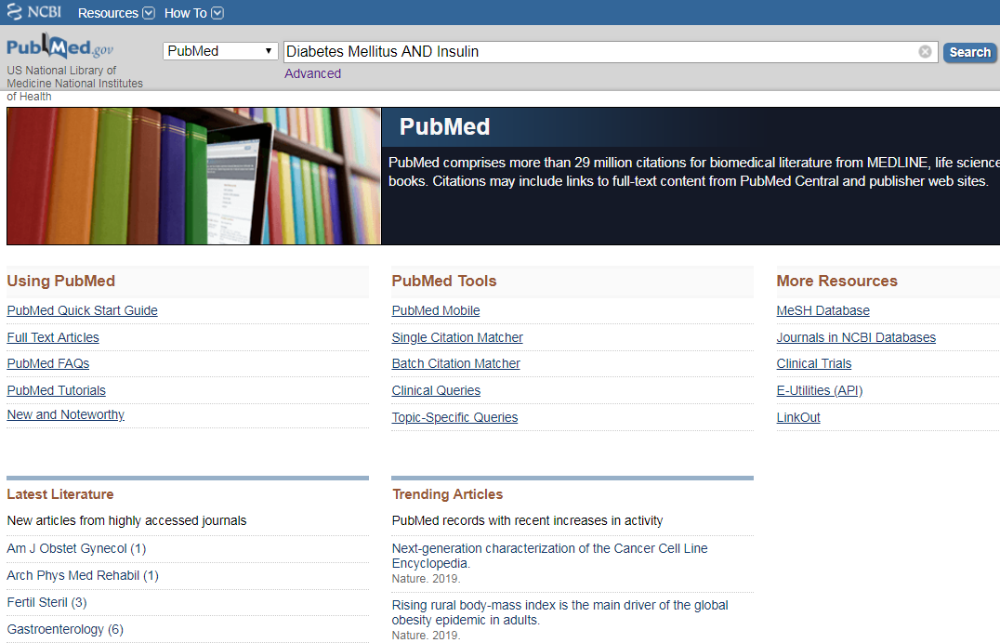 NCBI Resources How To
PubMed.gov
US National Library of
Medicine National Institutes
of Health
PubMed
Diabetes Mellitus AND Insulin
Search
Advanced
PubMed
PubMed comprises more than 29 million citations for biomedical literature from MEDLINE, life science
books. Citations may include links to full-text content from PubMed Central and publisher web sites.
Using PubMed
PubMed Quick Start Guide
Full Text Articles
PubMed FAQs
PubMed Tutorials
New and Noteworthy
PubMed Tools
PubMed Mobile
Single Citation Matcher
Batch Citation Matcher
Clinical Queries
Topic-Specific Queries
More Resources
MeSH Database
Journals in NCBI Databases
Clinical Trials
E-Utilities (API)
LinkOut
Latest Literature
New articles from highly accessed journals
Am J Obstet Gynecol (1)
Arch Phys Med Rehabil (1)
Fertil Steril (3)
Gastroenterology (6)
Trending Articles
PubMed records with recent increases in activity
Next-generation characterization of the Cancer Cell Line
Encyclopedia.
Nature. 2019.
Rising rural body-mass index is the main driver of the global
obesity epidemic in adults.
Nature. 2019.